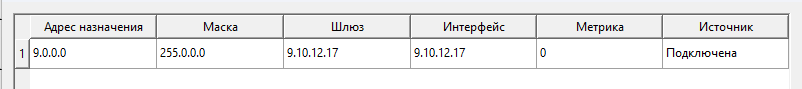 Адрес назначения Маска Шлюз Интерфейс Метрика Источник
1 9.0.0.0 255.0.0.0 9.10.12.17 9.10.12.17 0 Подключена